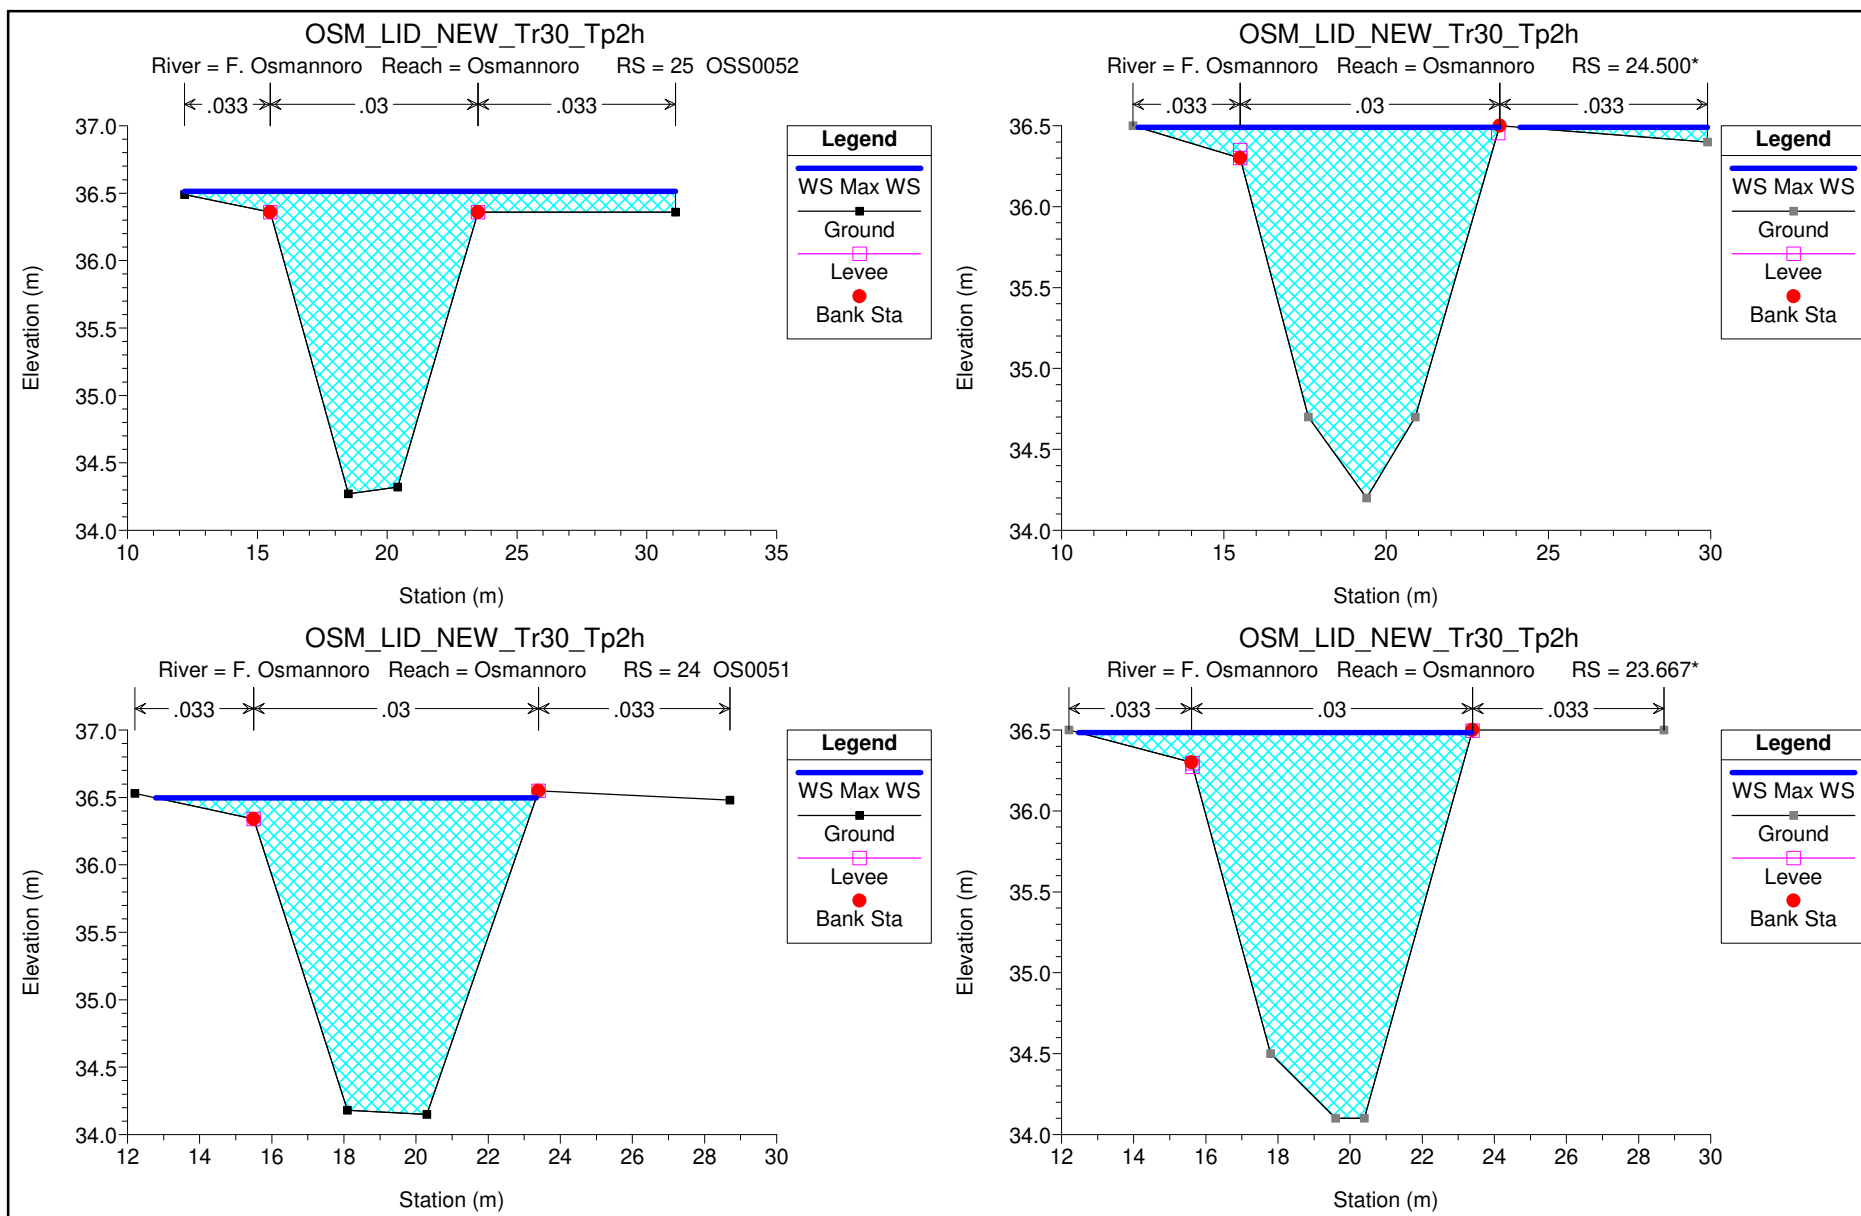 OSM_LID_NEW_Tr30_Tp2h
River = F. Osmannoro   Reach = Osmannoro      RS = 25  OSS0052
.033 .03 .033
37.0
36.5
36.0
35.5
35.0
34.5
34.0
Elevation (m)
10 15 20 25 30 35
Station (m)
Legend
WS Max WS
Ground
Levee
Bank Sta
OSM_LID_NEW_Tr30_Tp2h
River = F. Osmannoro   Reach = Osmannoro      RS = 24.500*
.033 .03 .033
36.5
36.0
35.5
35.0
34.5
34.0
Elevation (m)
10 15 20 25 30
Station (m)
Legend
WS Max WS
Ground
Levee
Bank Sta
OSM_LID_NEW_Tr30_Tp2h
River = F. Osmannoro   Reach = Osmannoro      RS = 24  OS0051
.033 .03 .033
37.0
36.5
36.0
35.5
35.0
34.5
34.0
Elevation (m)
12 14 16 18 20 22 24 26 28 30
Station (m)
Legend
WS Max WS
Ground
Levee
Bank Sta
OSM_LID_NEW_Tr30_Tp2h
River = F. Osmannoro   Reach = Osmannoro      RS = 23.667*
.033 .03 .033
36.5
36.0
35.5
35.0
34.5
34.0
Elevation (m)
12 14 16 18 20 22 24 26 28 30
Station (m)
Legend
WS Max WS
Ground
Levee
Bank Sta